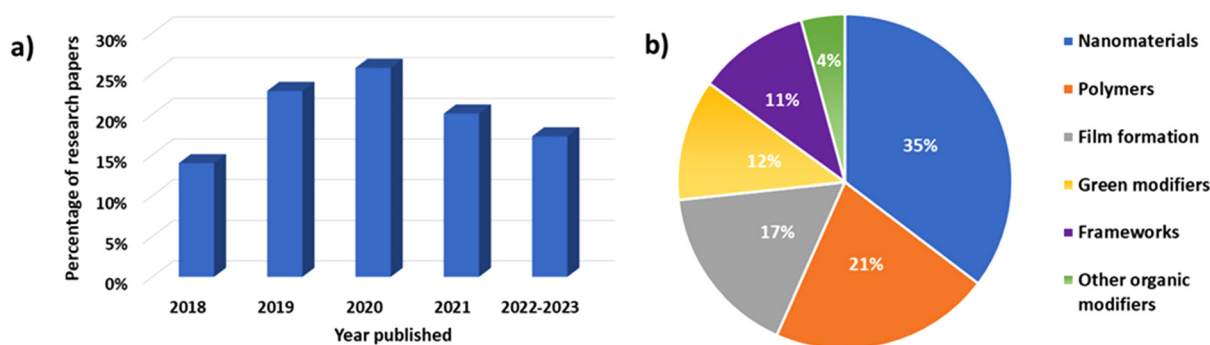 a)
Percentage of research papers
30%
25%
20%
15%
10%
5%
0%
2018 2019 2020 2021 2022-2023
Year published
b)
35%
21%
17%
12%
11%
4%
Nanomaterials
Polymers
Film formation
Green modifiers
Frameworks
Other organic
modifiers